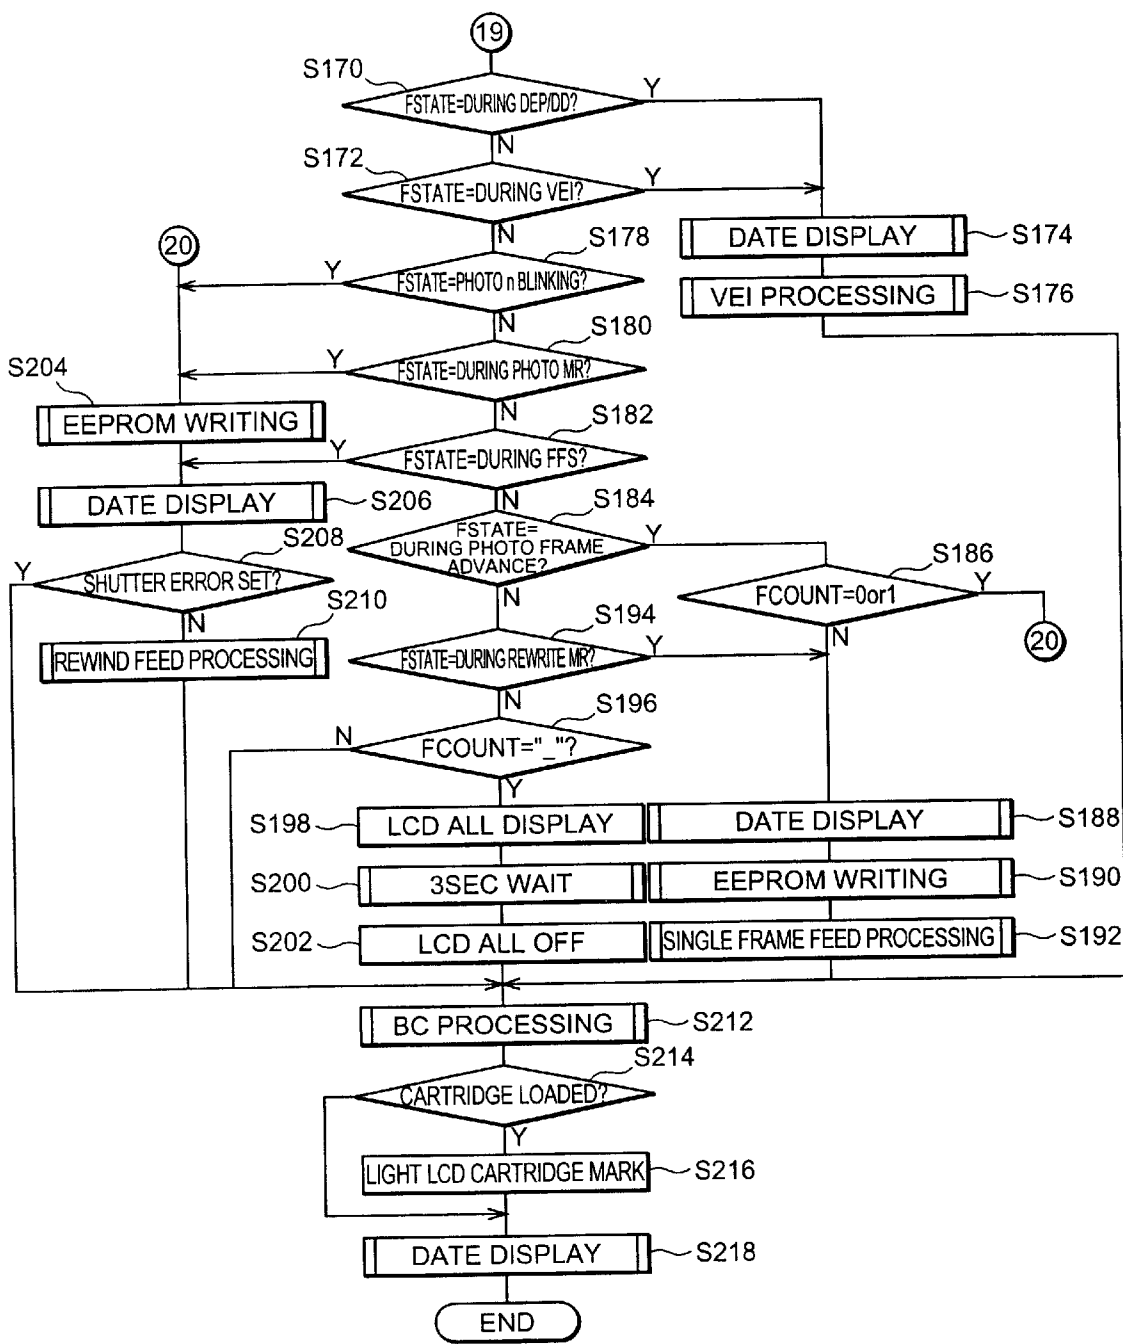 19
S170
FSTATE=DURING DEP/DD?
Y
N
S172
FSTATE=DURING VEI?
Y
N
20
S178
FSTATE=PHOTO n BLINKING?
Y
N
DATE DISPLAY
S174
VEI PROCESSING
S176
S180
FSTATE=DURING PHOTO MR?
Y
N
S204
EEPROM WRITING
S182
FSTATE=DURING FFS?
Y
N
DATE DISPLAY
S206
S184
FSTATE=
DURING PHOTO FRAME
ADVANCE?
Y
N
S208
SHUTTER ERROR SET?
Y
N
S186
FCOUNT=0or1
Y
N
20
S210
REWIND FEED PROCESSING
S194
FSTATE=DURING REWRITE MR?
Y
N
S196
FCOUNT="_"?
N
Y
S198
LCD ALL DISPLAY
DATE DISPLAY
S188
S200
3SEC WAIT
EEPROM WRITING
S190
S202
LCD ALL OFF
SINGLE FRAME FEED PROCESSING
S192
BC PROCESSING
S212
S214
CARTRIDGE LOADED?
Y
LIGHT LCD CARTRIDGE MARK
S216
DATE DISPLAY
S218
END